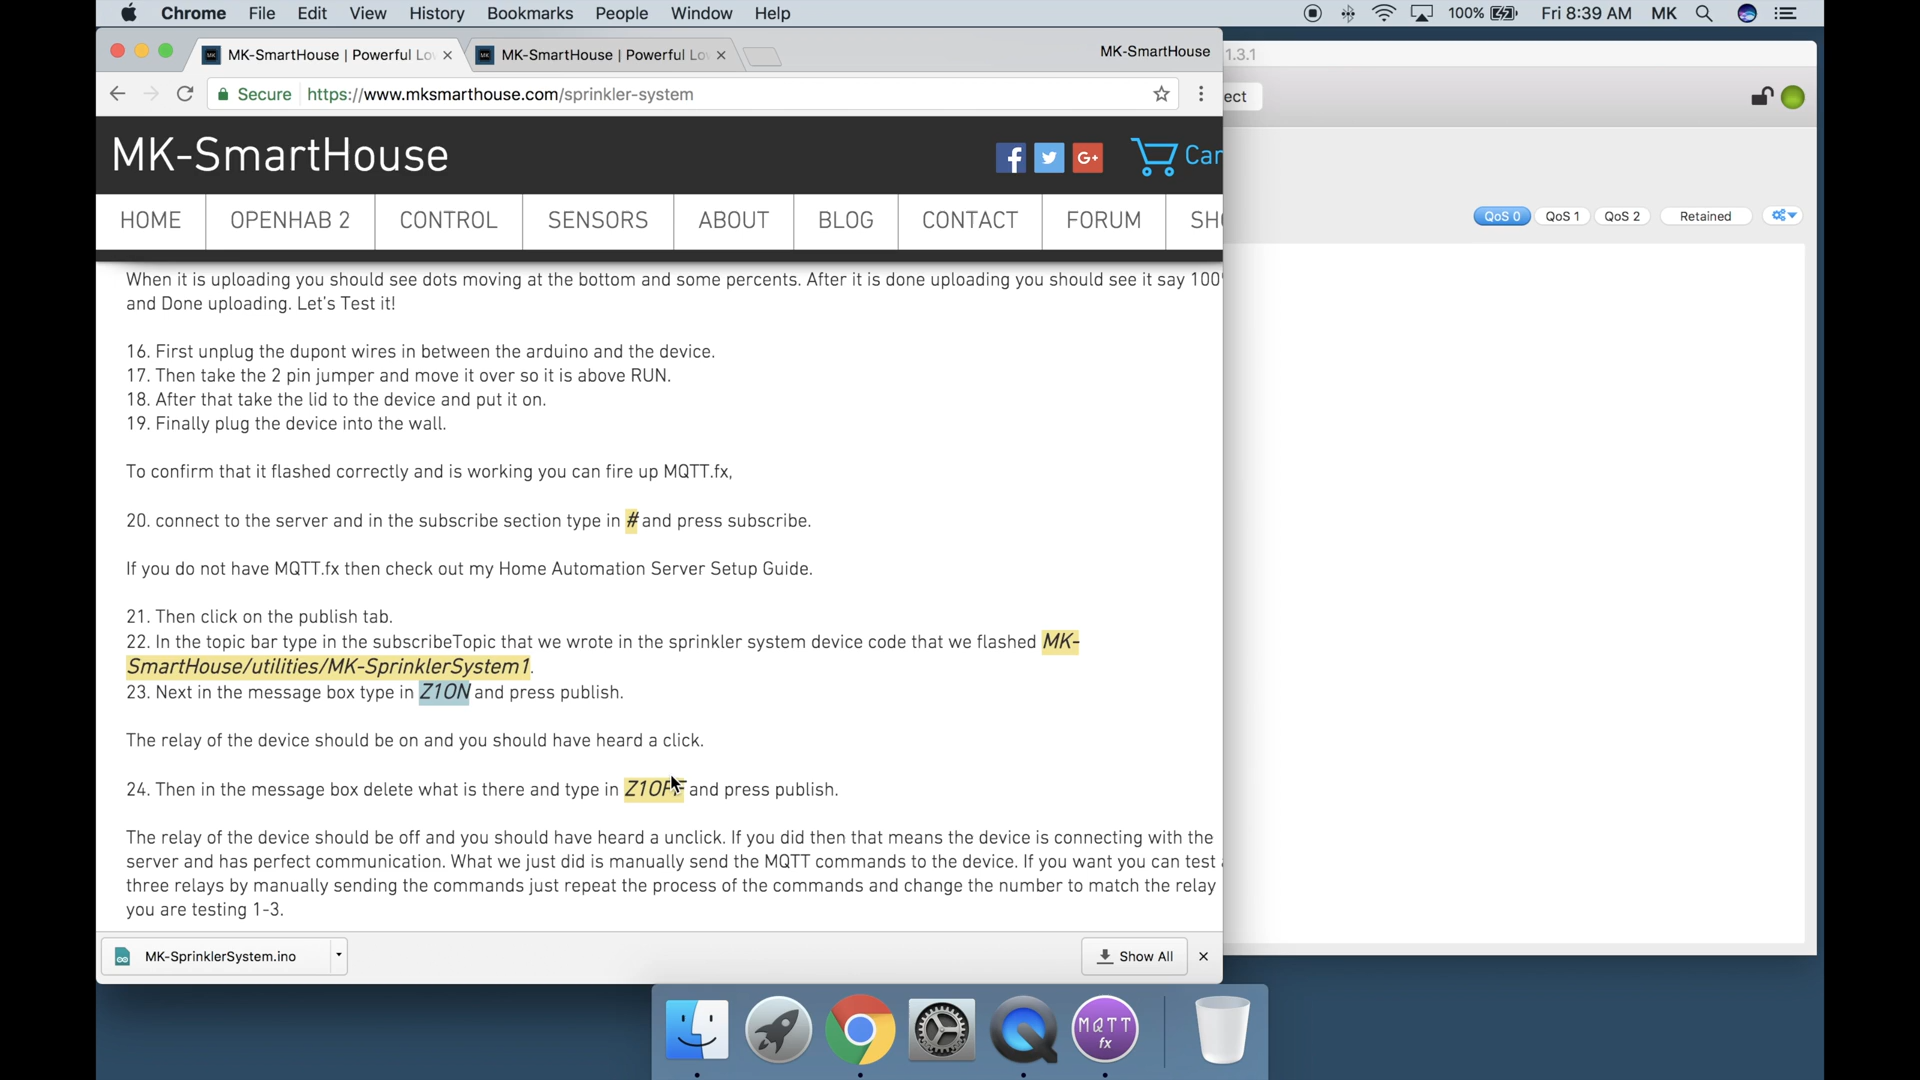 Chrome File Edit View History Bookmarks People Window Help 100% Fri 8:39 AM MK
MK-SmartHouse | Powerful Lo MK-SmartHouse | Powerful Lo MK-SmartHouse
1.3.1
Secure https://www.mksmarthouse.com/sprinkler-system
ect
MK-SmartHouse
f G+ Car
HOME OPENHAB 2 CONTROL SENSORS ABOUT BLOG CONTACT FORUM SH
QoS 0 QoS 1 QoS 2 Retained
When it is uploading you should see dots moving at the bottom and some percents. After it is done uploading you should see it say 100%
and Done uploading. Let's Test it!
16. First unplug the dupont wires in between the arduino and the device.
17. Then take the 2 pin jumper and move it over so it is above RUN.
18. After that take the lid to the device and put it on.
19. Finally plug the device into the wall.
To confirm that it flashed correctly and is working you can fire up MQTT.fx,
20. connect to the server and in the subscribe section type in # and press subscribe.
If you do not have MQTT.fx then check out my Home Automation Server Setup Guide.
21. Then click on the publish tab.
22. In the topic bar type in the subscribeTopic that we wrote in the sprinkler system device code that we flashed MK-
SmartHouse/utilities/MK-SprinklerSystem1.
23. Next in the message box type in Z1ON and press publish.
The relay of the device should be on and you should have heard a click.
24. Then in the message box delete what is there and type in Z1OFF and press publish.
The relay of the device should be off and you should have heard a unclick. If you did then that means the device is connecting with the
server and has perfect communication. What we just did is manually send the MQTT commands to the device. If you want you can test
three relays by manually sending the commands just repeat the process of the commands and change the number to match the relay
you are testing 1-3.
MK-SprinklerSystem.ino Show All
MQTT
fx